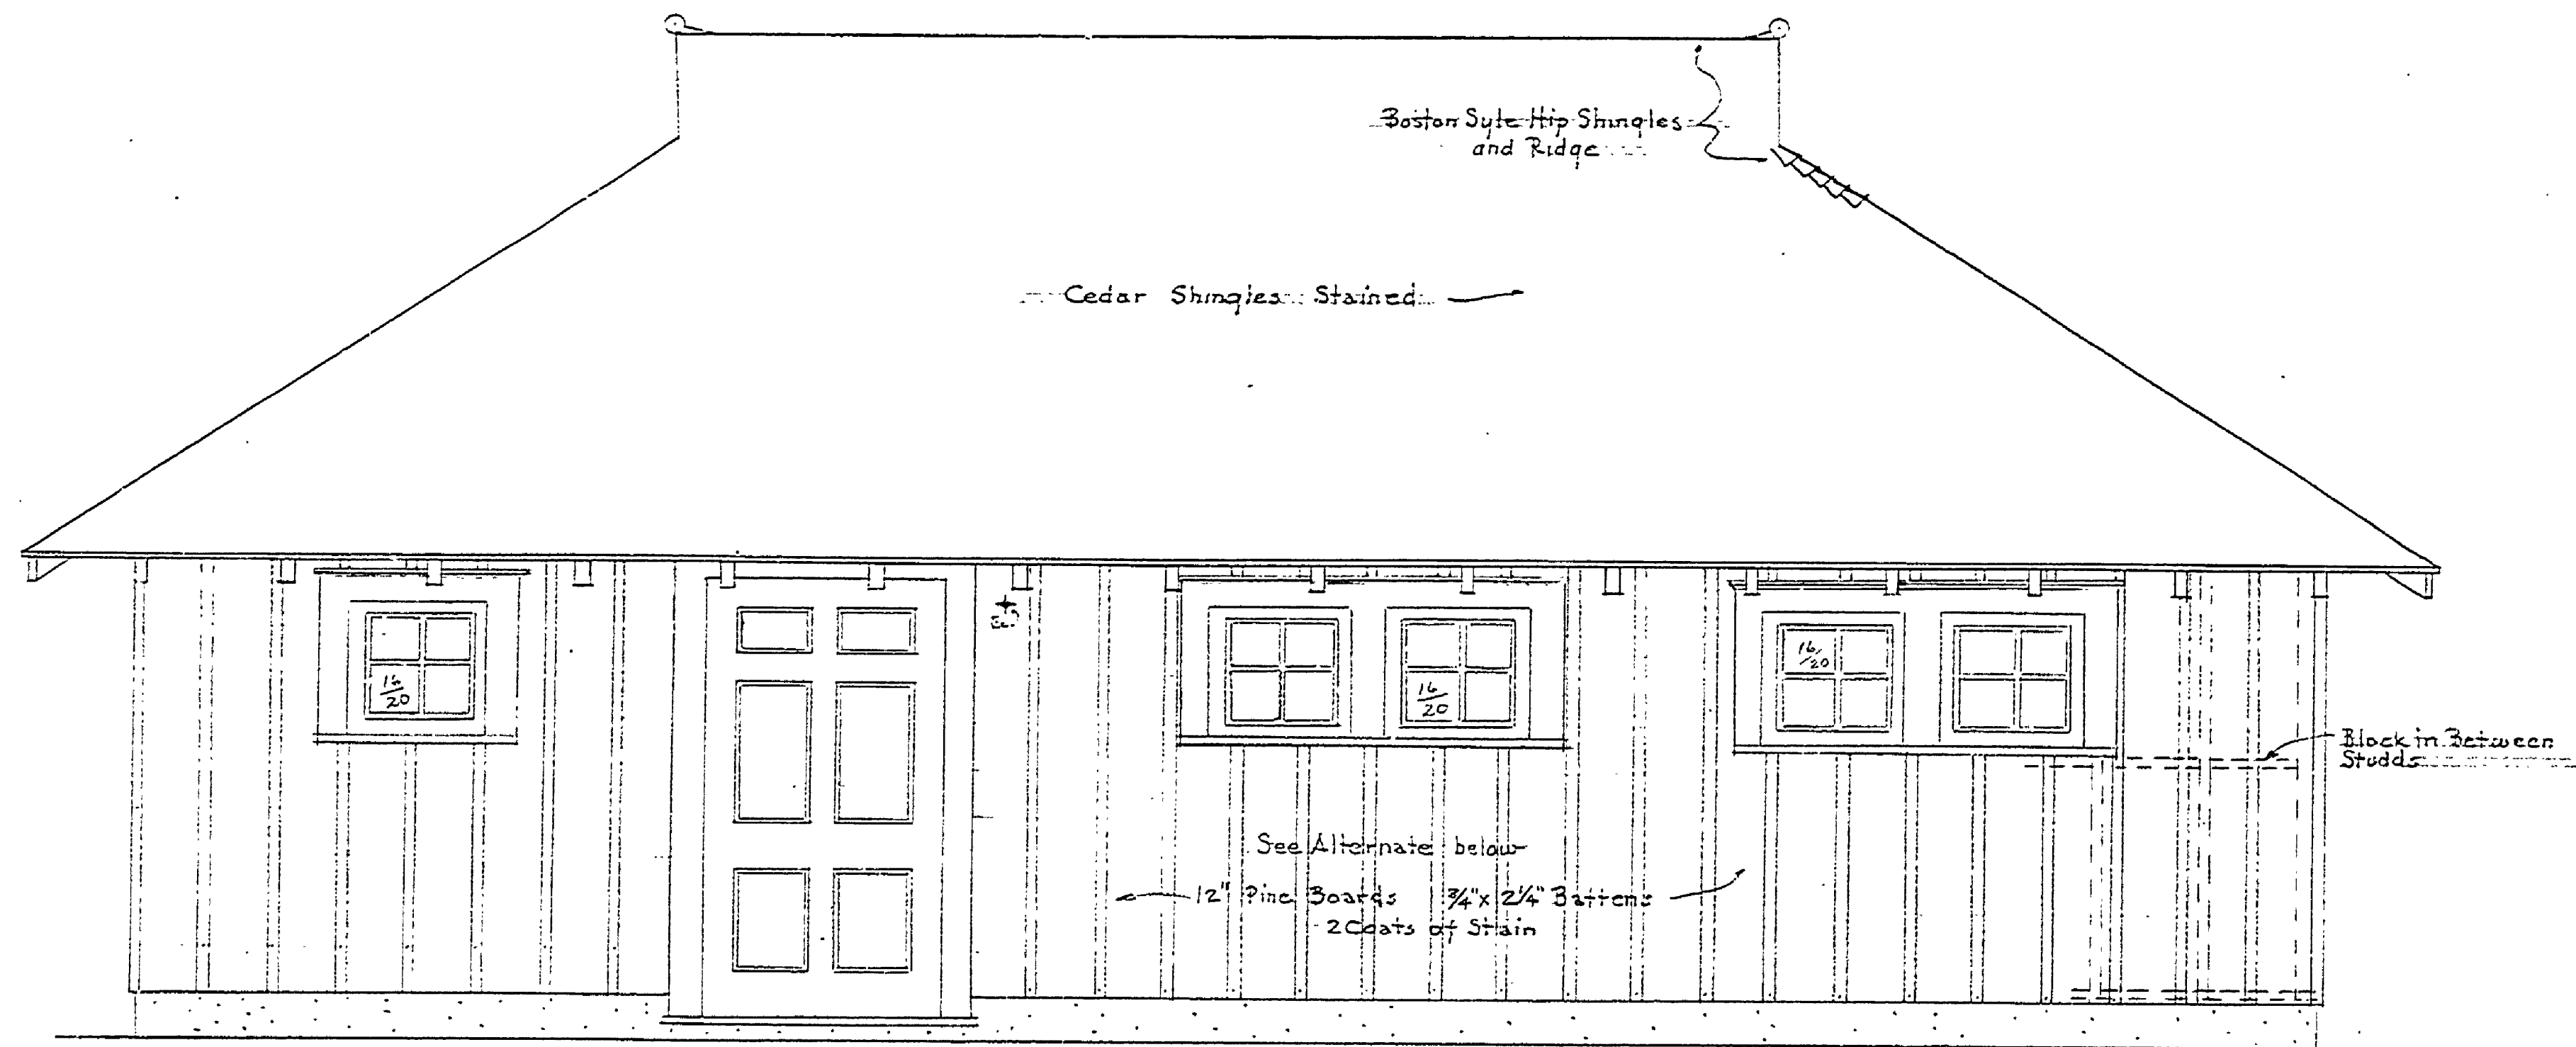 Boston Syle Hip Shingles
and Ridge
Cedar Shingles Stained
16/20
16/20
16/20
Block in Between
Studds
See Alternate below
12" Pine Boards 3/4" x 2 1/4" Battens
2 Coats of Stain